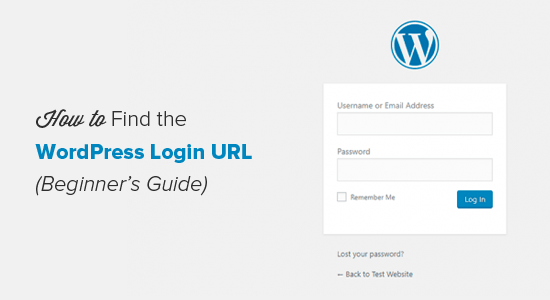 How to Find the
WordPress Login URL
(Beginner's Guide)
Username or Email Address
Password
Remember Me
Log In
Lost your password?
← Back to Test Website